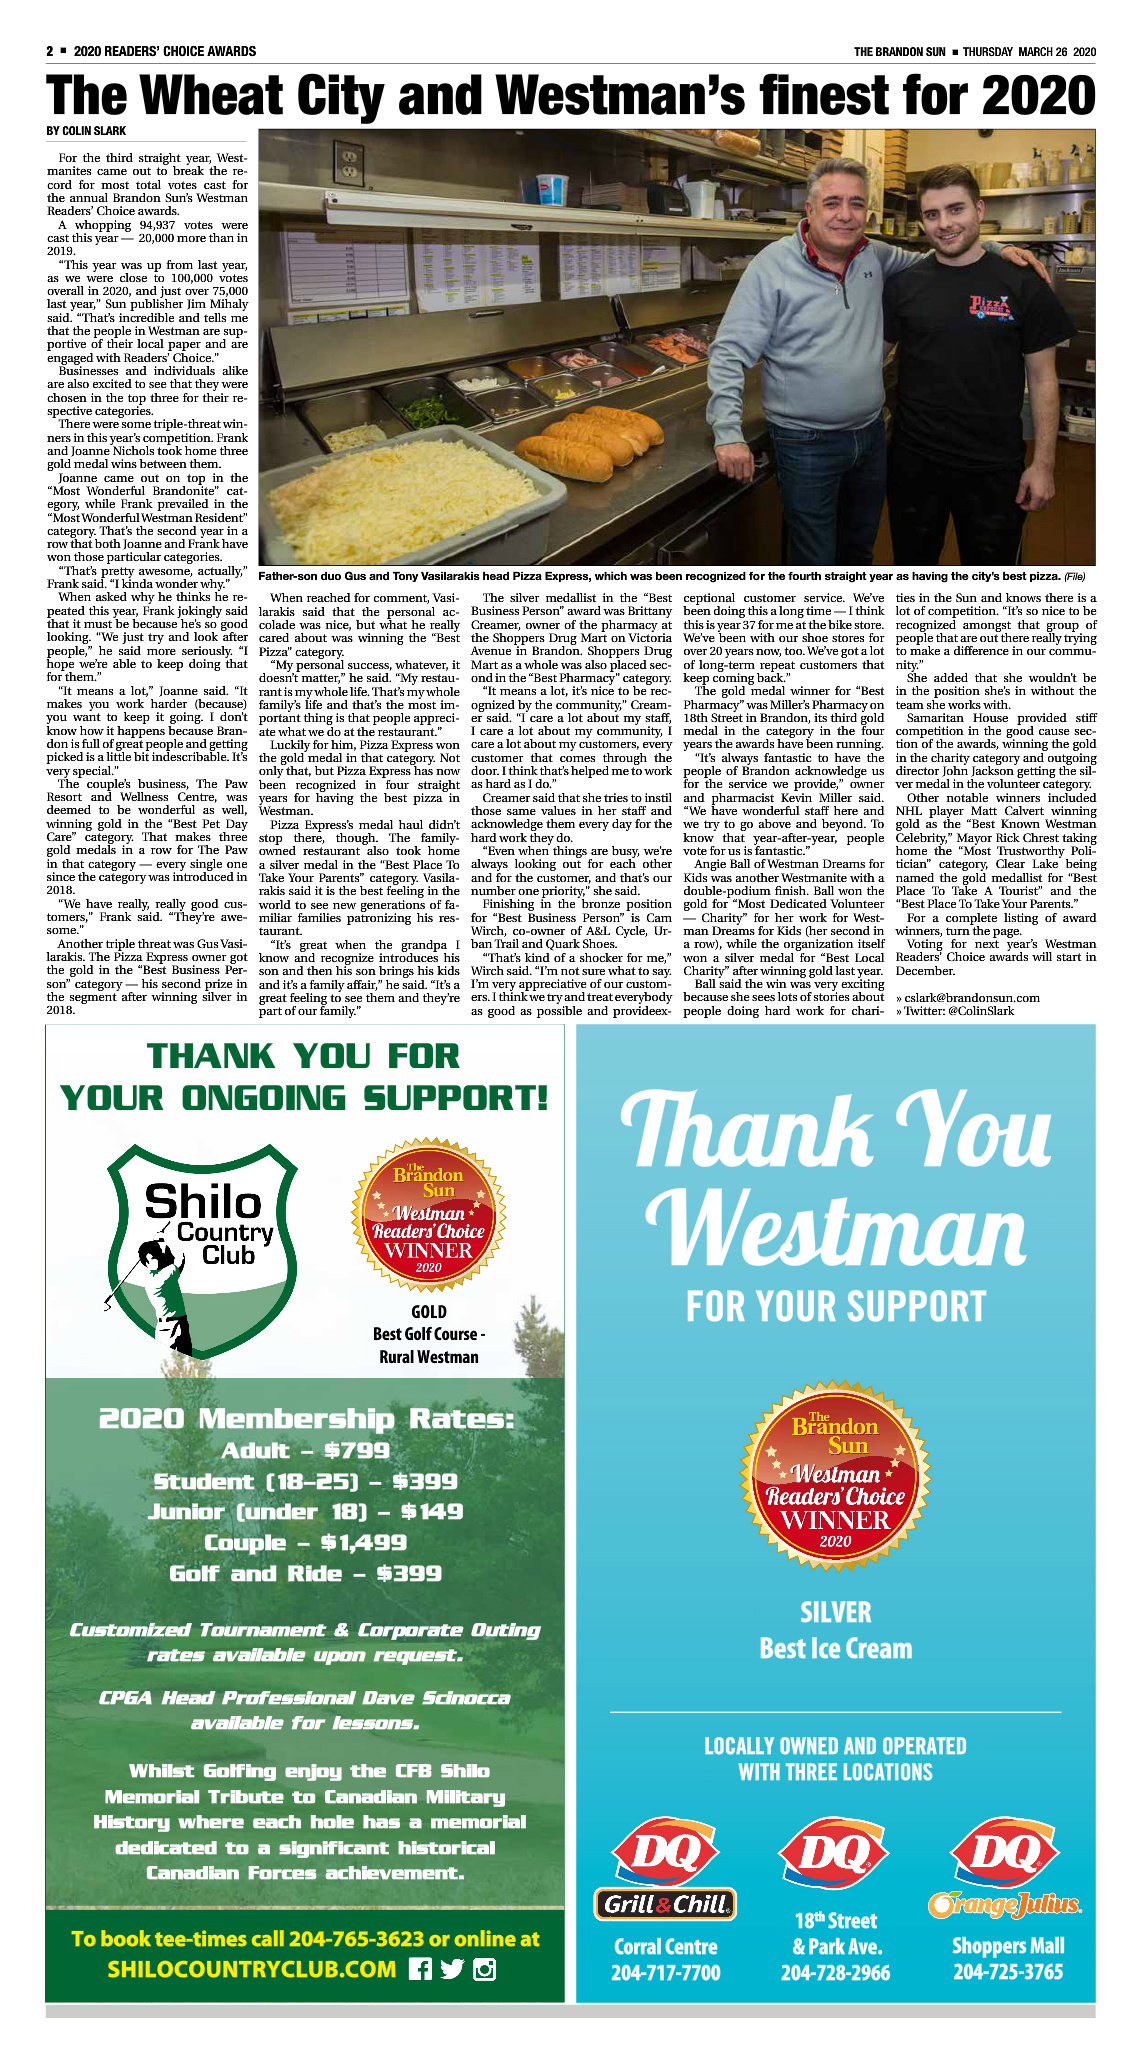 2 ■ 2020 READERS' CHOICE AWARDS
THE BRANDON SUN ■ THURSDAY MARCH 26 2020
The Wheat City and Westman's finest for 2020
BY COLIN SLARK
For the third straight year, West-
manites came out to break the re-
cord for most total votes cast for
the annual Brandon Sun's Westman
Readers' Choice awards.
A whopping 94,937 votes were
cast this year — 20,000 more than in
2019.
“This year was up from last year,
as we were close to 100,000 votes
overall in 2020, and just over 75,000
last year,” Sun publisher Jim Mihaly
said. “That's incredible and tells me
that the people in Westman are sup-
portive of their local paper and are
engaged with Readers' Choice.”
Businesses and individuals alike
are also excited to see that they were
chosen in the top three for their re-
spective categories.
There were some triple-threat win-
ners in this year's competition. Frank
and Joanne Nichols took home three
gold medal wins between them.
Joanne came out on top in the
“Most Wonderful Brandonite” cat-
egory, while Frank prevailed in the
“Most Wonderful Westman Resident”
category. That's the second year in a
row that both Joanne and Frank have
won those particular categories.
“That's pretty awesome, actually,”
Frank said. “I kinda wonder why.”
When asked why he thinks he re-
peated this year, Frank jokingly said
that it must be because he's so good
looking. “We just try and look after
people,” he said more seriously. “I
hope we're able to keep doing that
for them.”
“It means a lot,” Joanne said. “It
makes you work harder (because)
you want to keep it going. I don't
know how it happens because Bran-
don is full of great people and getting
picked is a little bit indescribable. It's
very special.”
The couple's business, The Paw
Resort and Wellness Centre, was
deemed to be wonderful as well,
winning gold in the “Best Pet Day
Care” category. That makes three
gold medals in a row for The Paw
in that category — every single one
since the category was introduced in
2018.
“We have really, really good cus-
tomers,” Frank said. “They're awe-
some.”
Another triple threat was Gus Vasi-
larakis. The Pizza Express owner got
the gold in the “Best Business Per-
son” category — his second prize in
the segment after winning silver in
2018.
Father-son duo Gus and Tony Vasilarakis head Pizza Express, which was been recognized for the fourth straight year as having the city's best pizza. (File)
When reached for comment, Vasi-
larakis said that the personal ac-
colade was nice, but what he really
cared about was winning the “Best
Pizza” category.
“My personal success, whatever, it
doesn't matter,” he said. “My restau-
rant is my whole life. That's my whole
family's life and that's the most im-
portant thing is that people appreci-
ate what we do at the restaurant.”
Luckily for him, Pizza Express won
the gold medal in that category. Not
only that, but Pizza Express has now
been recognized in four straight
years for having the best pizza in
Westman.
Pizza Express's medal haul didn't
stop there, though. The family-
owned restaurant also took home
a silver medal in the “Best Place To
Take Your Parents” category. Vasila-
rakis said it is the best feeling in the
world to see new generations of fa-
miliar families patronizing his res-
taurant.
“It's great when the grandpa I
know and recognize introduces his
son and then his son brings his kids
and it's a family affair,” he said. “It's a
great feeling to see them and they're
part of our family.”
The silver medallist in the “Best
Business Person” award was Brittany
Creamer, owner of the pharmacy at
the Shoppers Drug Mart on Victoria
Avenue in Brandon. Shoppers Drug
Mart as a whole was also placed sec-
ond in the “Best Pharmacy” category.
“It means a lot, it's nice to be rec-
ognized by the community,” Cream-
er said. “I care a lot about my staff,
I care a lot about my community, I
care a lot about my customers, every
customer that comes through the
door. I think that's helped me to work
as hard as I do.”
Creamer said that she tries to instil
those same values in her staff and
acknowledge them every day for the
hard work they do.
“Even when things are busy, we're
always looking out for each other
and for the customer, and that's our
number one priority,” she said.
Finishing in the bronze position
for “Best Business Person” is Cam
Wirch, co-owner of A&L Cycle, Ur-
ban Trail and Quark Shoes.
“That's kind of a shocker for me,”
Wirch said. “I'm not sure what to say.
I'm very appreciative of our custom-
ers. I think we try and treat everybody
as good as possible and provideex-
ceptional customer service. We've
been doing this a long time — I think
this is year 37 for me at the bike store.
We've been with our shoe stores for
over 20 years now, too. We've got a lot
of long-term repeat customers that
keep coming back.”
The gold medal winner for “Best
Pharmacy” was Miller's Pharmacy on
18th Street in Brandon, its third gold
medal in the category in the four
years the awards have been running.
“It's always fantastic to have the
people of Brandon acknowledge us
for the service we provide,” owner
and pharmacist Kevin Miller said.
“We have wonderful staff here and
we try to go above and beyond. To
know that year-after-year, people
vote for us is fantastic.”
Angie Ball of Westman Dreams for
Kids was another Westmanite with a
double-podium finish. Ball won the
gold for “Most Dedicated Volunteer
— Charity” for her work for West-
man Dreams for Kids (her second in
a row), while the organization itself
won a silver medal for “Best Local
Charity” after winning gold last year.
Ball said the win was very exciting
because she sees lots of stories about
people doing hard work for chari-
ties in the Sun and knows there is a
lot of competition. “It's so nice to be
recognized amongst that group of
people that are out there really trying
to make a difference in our commu-
nity.”
She added that she wouldn't be
in the position she's in without the
team she works with.
Samaritan House provided stiff
competition in the good cause sec-
tion of the awards, winning the gold
in the charity category and outgoing
director John Jackson getting the sil-
ver medal in the volunteer category.
Other notable winners included
NHL player Matt Calvert winning
gold as the “Best Known Westman
Celebrity,” Mayor Rick Chrest taking
home the “Most Trustworthy Poli-
tician” category, Clear Lake being
named the gold medallist for “Best
Place To Take A Tourist” and the
“Best Place To Take Your Parents.”
For a complete listing of award
winners, turn the page.
Voting for next year's Westman
Readers' Choice awards will start in
December.
» cslark@brandonsun.com
» Twitter: @ColinSlark
THANK YOU FOR
YOUR ONGOING SUPPORT!
Shilo
Country
Club
The
Brandon
Sun
Westman
Readers' Choice
WINNER
2020
GOLD
Best Golf Course -
Rural Westman
2020 Membership Rates:
Adult – $799
Student (18-25) – $399
Junior (under 18) – $149
Couple – $1,499
Golf and Ride – $399
Customized Tournament & Corporate Outing
rates available upon request.
CPGA Head Professional Dave Scinocca
available for lessons.
Whilst Golfing enjoy the CFB Shilo
Memorial Tribute to Canadian Military
History where each hole has a memorial
dedicated to a significant historical
Canadian Forces achievement.
To book tee-times call 204-765-3623 or online at
SHILOCOUNTRYCLUB.COM
Thank You
Westman
FOR YOUR SUPPORT
The
Brandon
Sun
Westman
Readers' Choice
WINNER
2020
SILVER
Best Ice Cream
LOCALLY OWNED AND OPERATED
WITH THREE LOCATIONS
DQ
Grill & Chill
Corral Centre
204-717-7700
DQ
18th Street
& Park Ave.
204-728-2966
DQ
Orange Julius
Shoppers Mall
204-725-3765